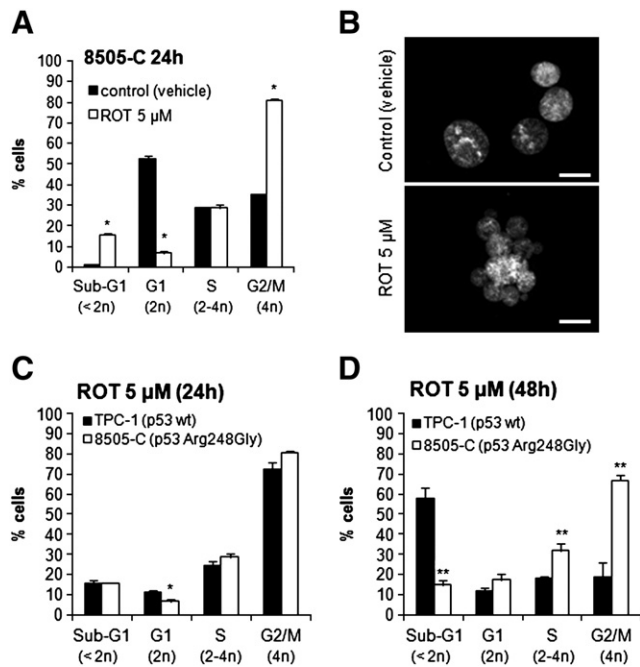 A
8505-C 24h
100
90
80
70
60
50
40
30
20
10
0
% cells
control (vehicle)
ROT 5 µM
*
*
*
Sub-G1
(<2n)
G1
(2n)
S
(2-4n)
G2/M
(4n)
B
Control (vehicle)
ROT 5 µM
C
ROT 5 µM (24h)
100
90
80
70
60
50
40
30
20
10
0
% cells
TPC-1 (p53 wt)
8505-C (p53 Arg248Gly)
*
Sub-G1
(<2n)
G1
(2n)
S
(2-4n)
G2/M
(4n)
D
ROT 5 µM (48h)
100
90
80
70
60
50
40
30
20
10
0
% cells
TPC-1 (p53 wt)
8505-C (p53 Arg248Gly)
**
**
**
Sub-G1
(<2n)
G1
(2n)
S
(2-4n)
G2/M
(4n)